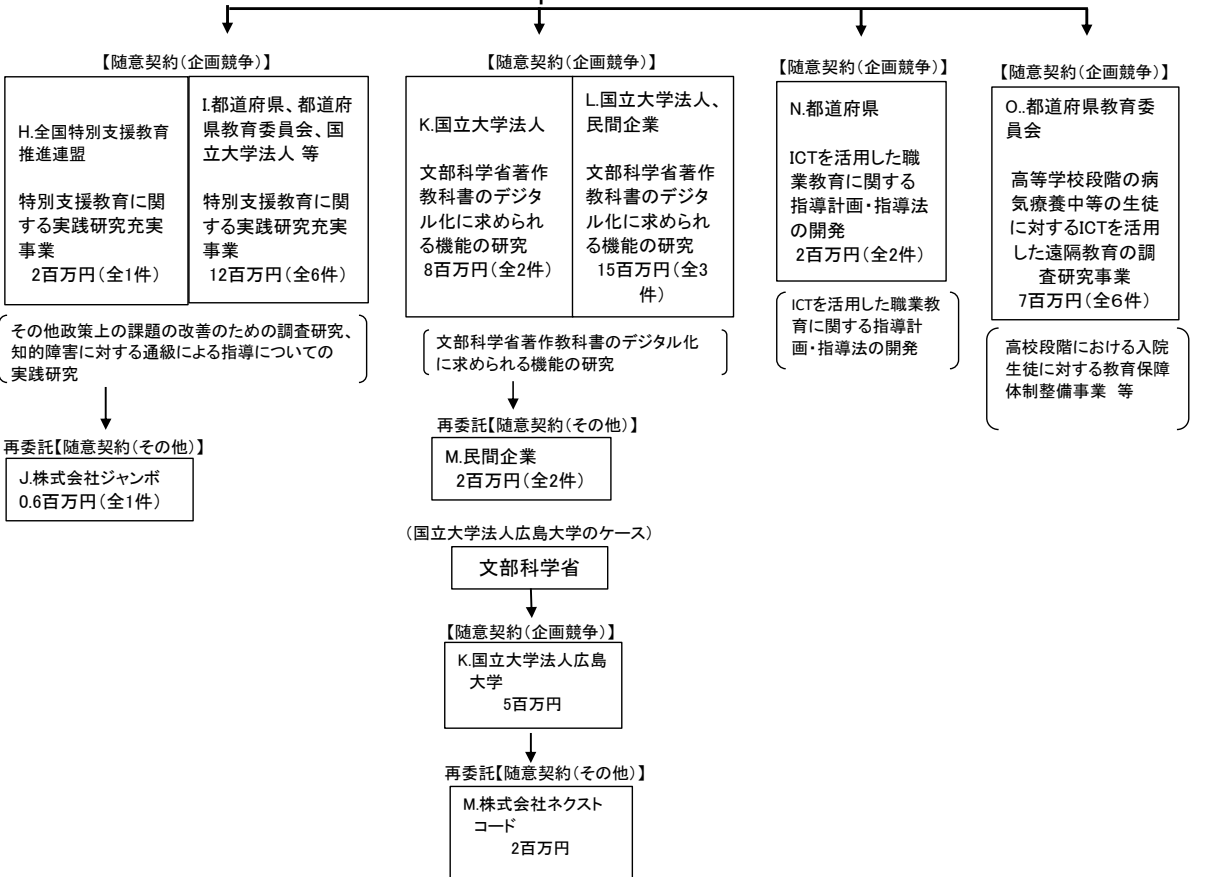 【随意契約(企画競争)】
H.全国特別支援教育
推進連盟
特別支援教育に関
する実践研究充実
事業
2百万円(全1件)
I.都道府県、都道府
県教育委員会、国
立大学法人 等
特別支援教育に関
する実践研究充実
事業
12百万円(全6件)
その他政策上の課題の改善のための調査研究、
知的障害に対する通級による指導についての
実践研究
再委託【随意契約(その他)】
J.株式会社ジャンボ
0.6百万円(全1件)
【随意契約(企画競争)】
K.国立大学法人
文部科学省著作
教科書のデジタ
ル化に求められ
る機能の研究
8百万円(全2件)
L.国立大学法人、
民間企業
文部科学省著作
教科書のデジタ
ル化に求められ
る機能の研究
15百万円(全3
件)
文部科学省著作教科書のデジタル化
に求められる機能の研究
再委託【随意契約(その他)】
M.民間企業
2百万円(全2件)
(国立大学法人広島大学のケース)
文部科学省
【随意契約(企画競争)】
K.国立大学法人広島
大学
5百万円
再委託【随意契約(その他)】
M.株式会社ネクスト
コード
2百万円
【随意契約(企画競争)】
N.都道府県
ICTを活用した職
業教育に関する
指導計画・指導法
の開発
2百万円(全2件)
ICTを活用した職業教
育に関する指導計
画・指導法の開発
【随意契約(企画競争)】
O..都道府県教育委
員会
高等学校段階の病
気療養中等の生徒
に対するICTを活用
した遠隔教育の調
査研究事業
7百万円(全6件)
高校段階における入院
生徒に対する教育保障
体制整備事業 等